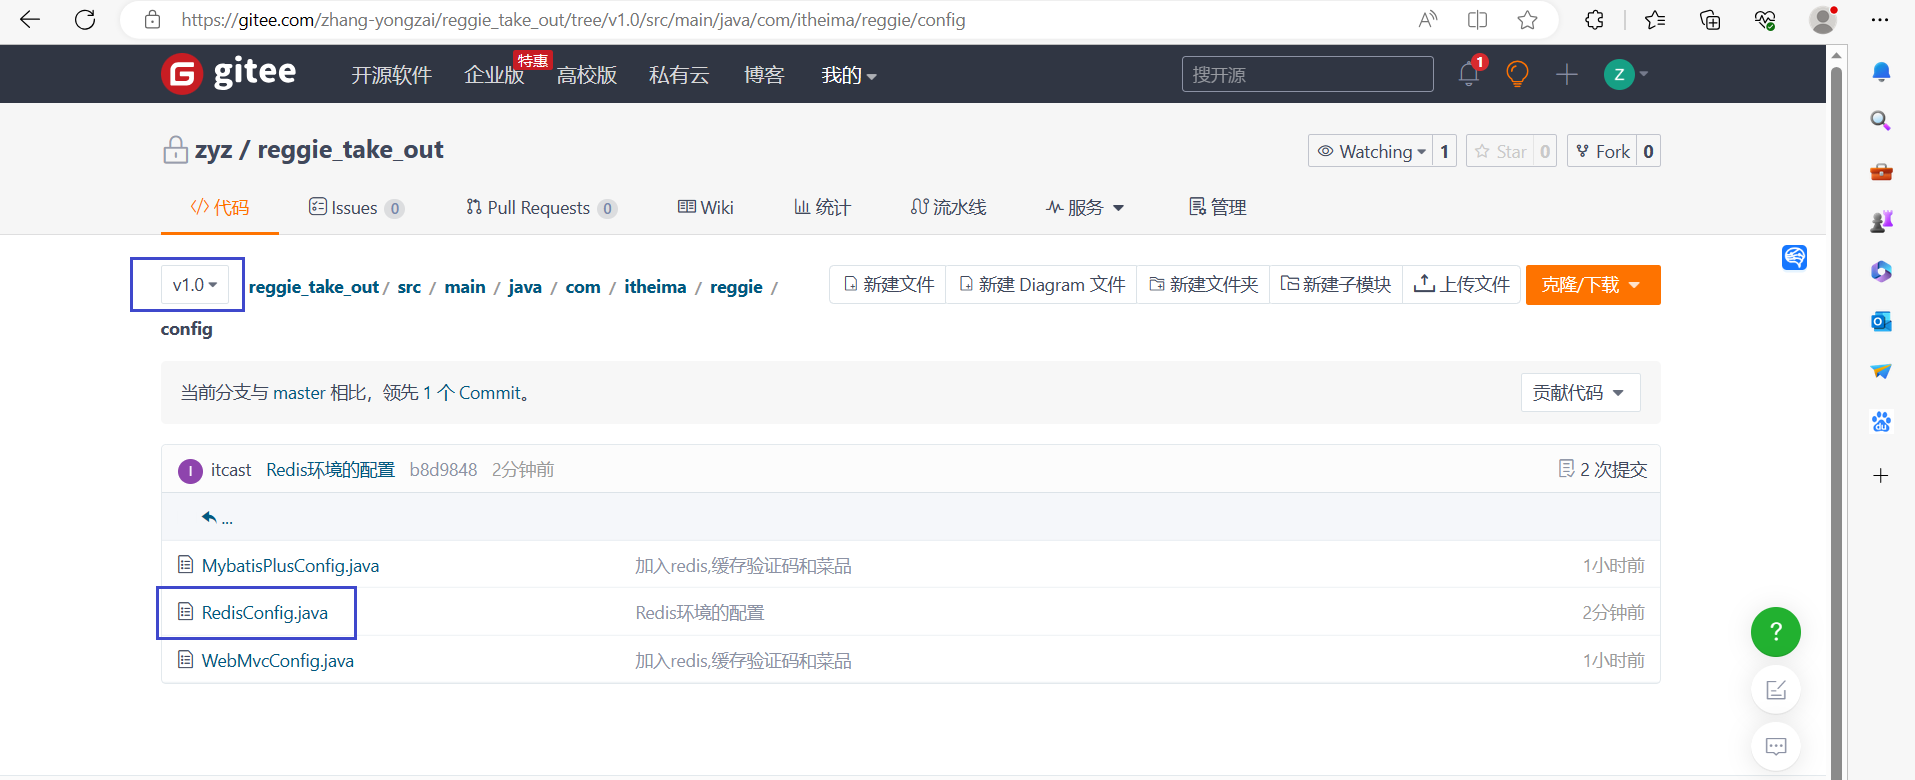 https://gitee.com/zhang-yongzai/reggie_take_out/tree/v1.0/src/main/java/com/itheima/reggie/config
gitee 开源软件 企业版 特惠 高校版 私有云 博客 我的 搜开源 1 Z
zyz / reggie_take_out Watching 1 Star 0 Fork 0
代码 Issues 0 Pull Requests 0 Wiki 统计 流水线 服务 管理
v1.0 reggie_take_out / src / main / java / com / itheima / reggie / 新建文件 新建 Diagram 文件 新建文件夹 新建子模块 上传文件 克隆/下载
config
当前分支与 master 相比，领先 1 个 Commit。 贡献代码
I itcast Redis环境的配置 b8d9848 2分钟前 2 次提交
...
MybatisPlusConfig.java 加入redis,缓存验证码和菜品 1小时前
RedisConfig.java Redis环境的配置 2分钟前
WebMvcConfig.java 加入redis,缓存验证码和菜品 1小时前
?